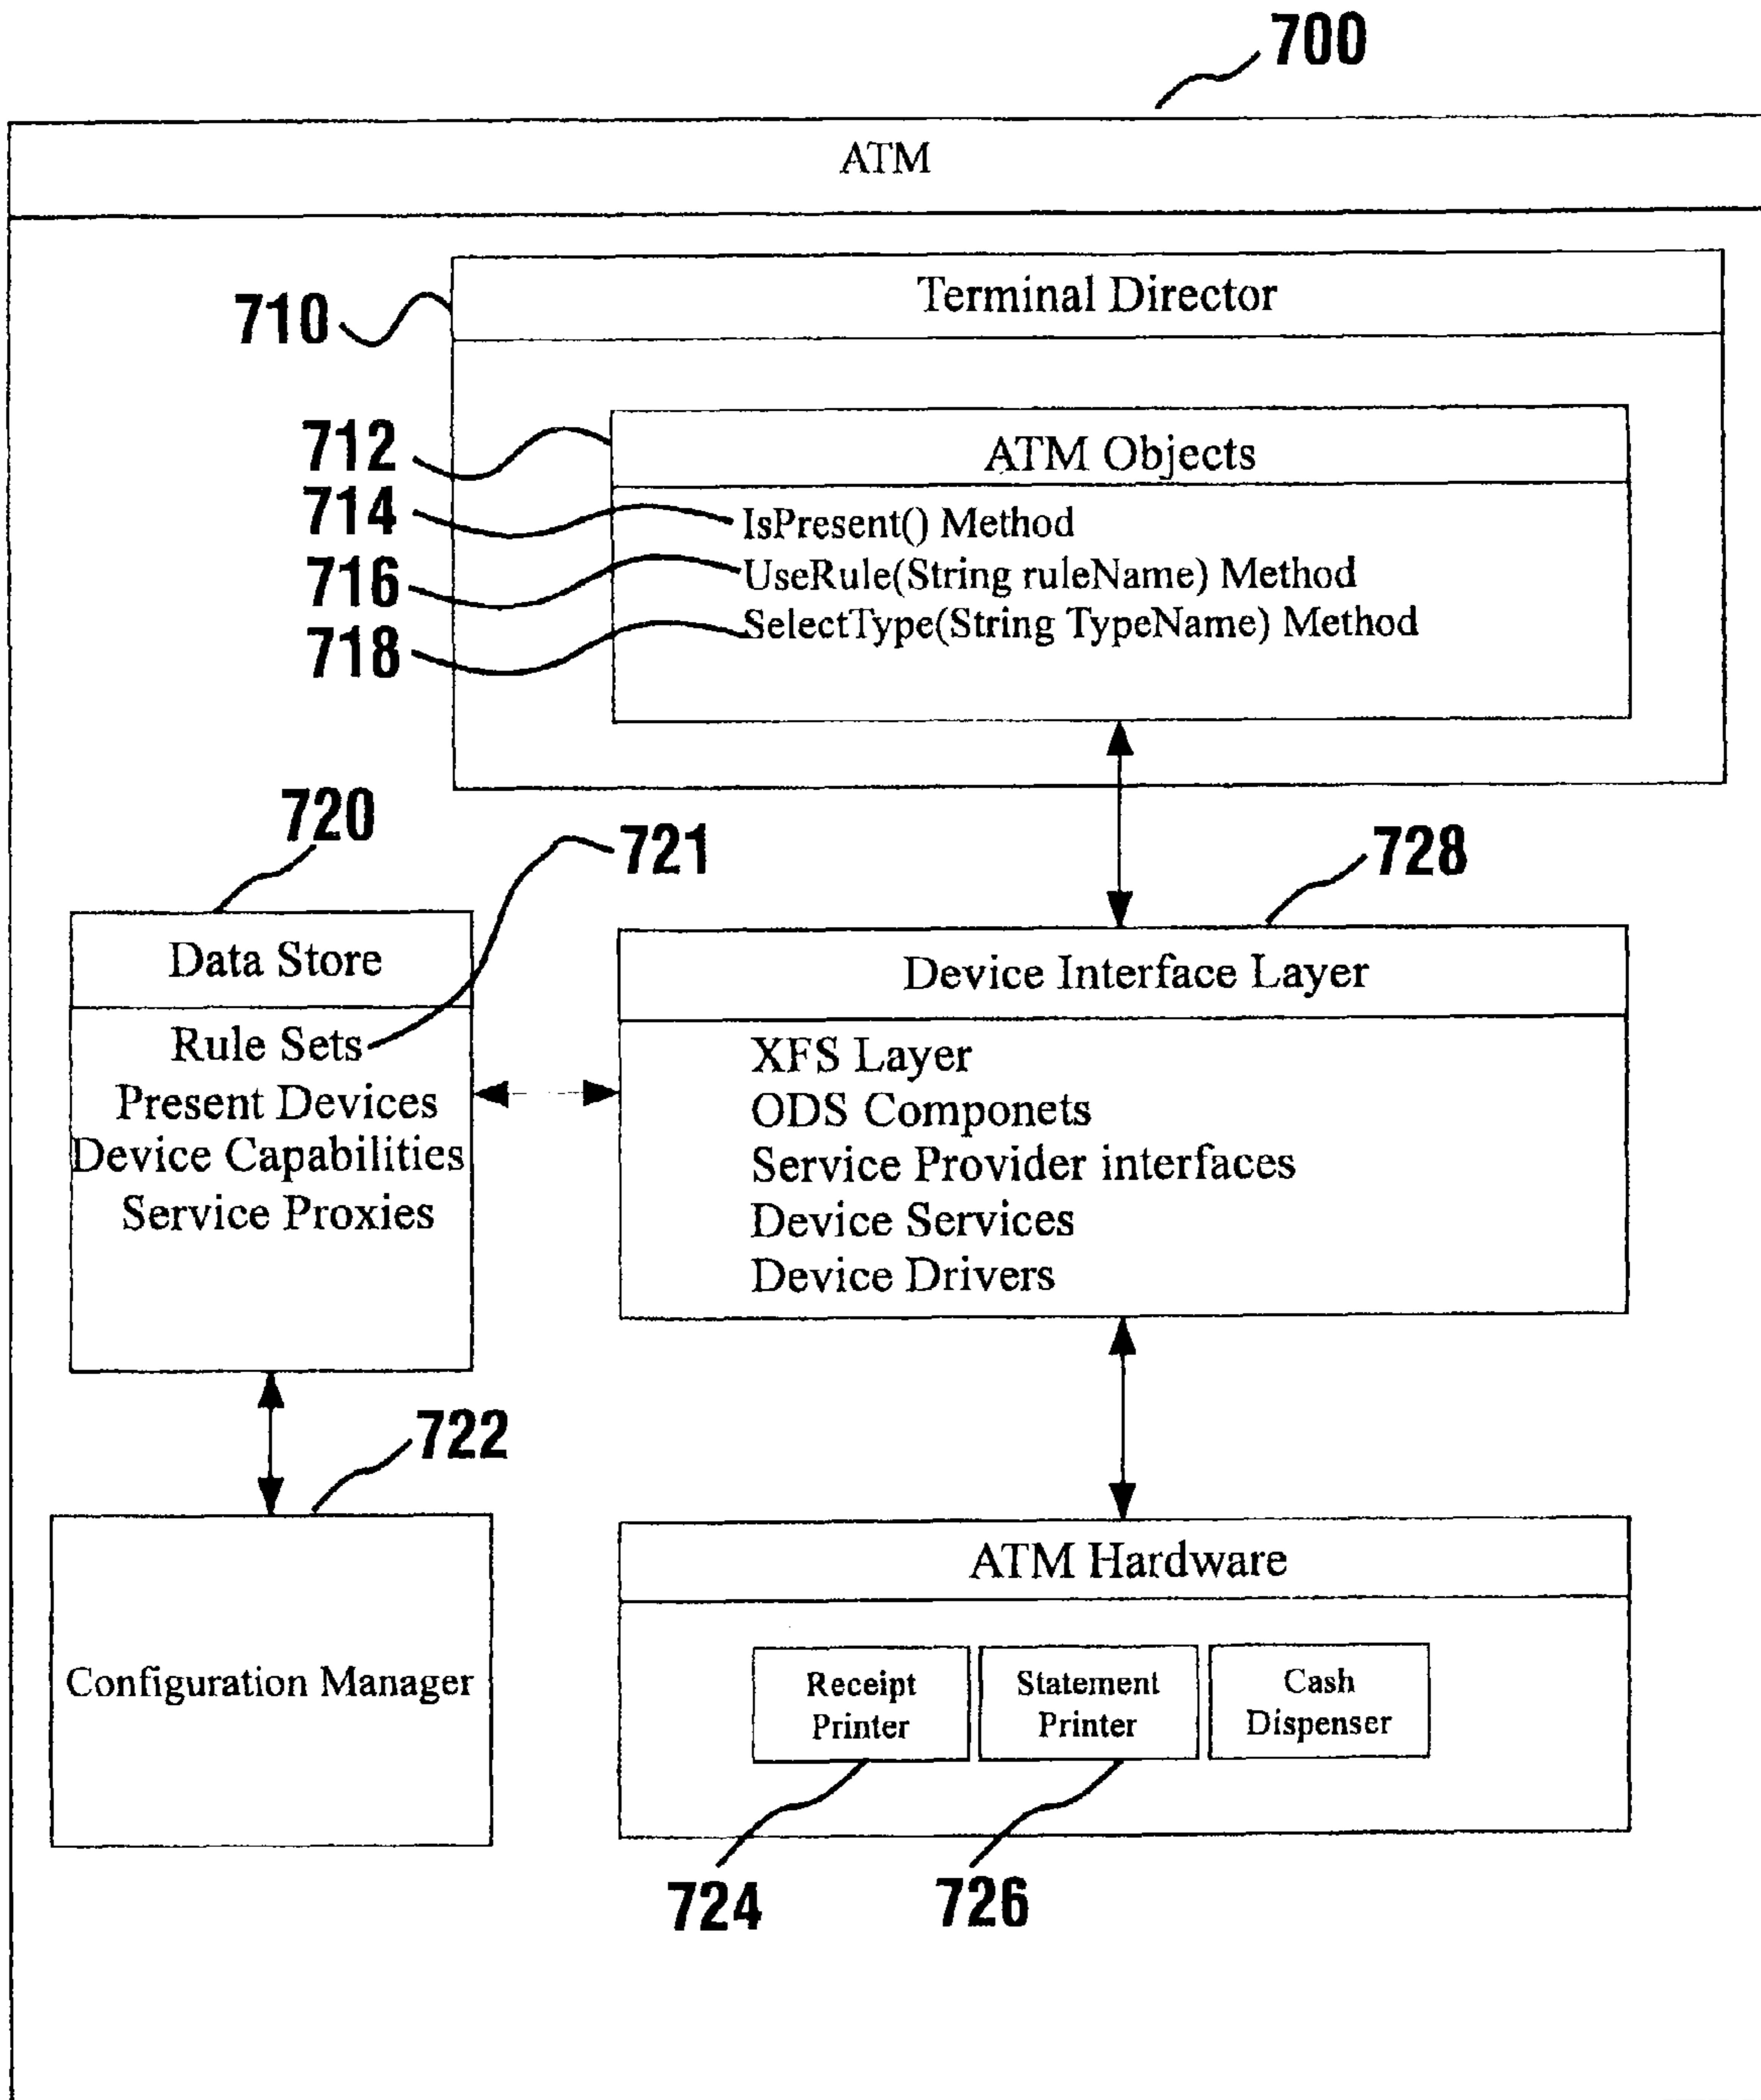 700
ATM
710
Terminal Director
712
ATM Objects
714
IsPresent() Method
716
UseRule(String ruleName) Method
718
SelectType(String TypeName) Method
720
721
728
Data Store
Rule Sets
Present Devices
Device Capabilities
Service Proxies
Device Interface Layer
XFS Layer
ODS Componets
Service Provider interfaces
Device Services
Device Drivers
722
Configuration Manager
ATM Hardware
Receipt
Printer
Statement
Printer
Cash
Dispenser
724
726